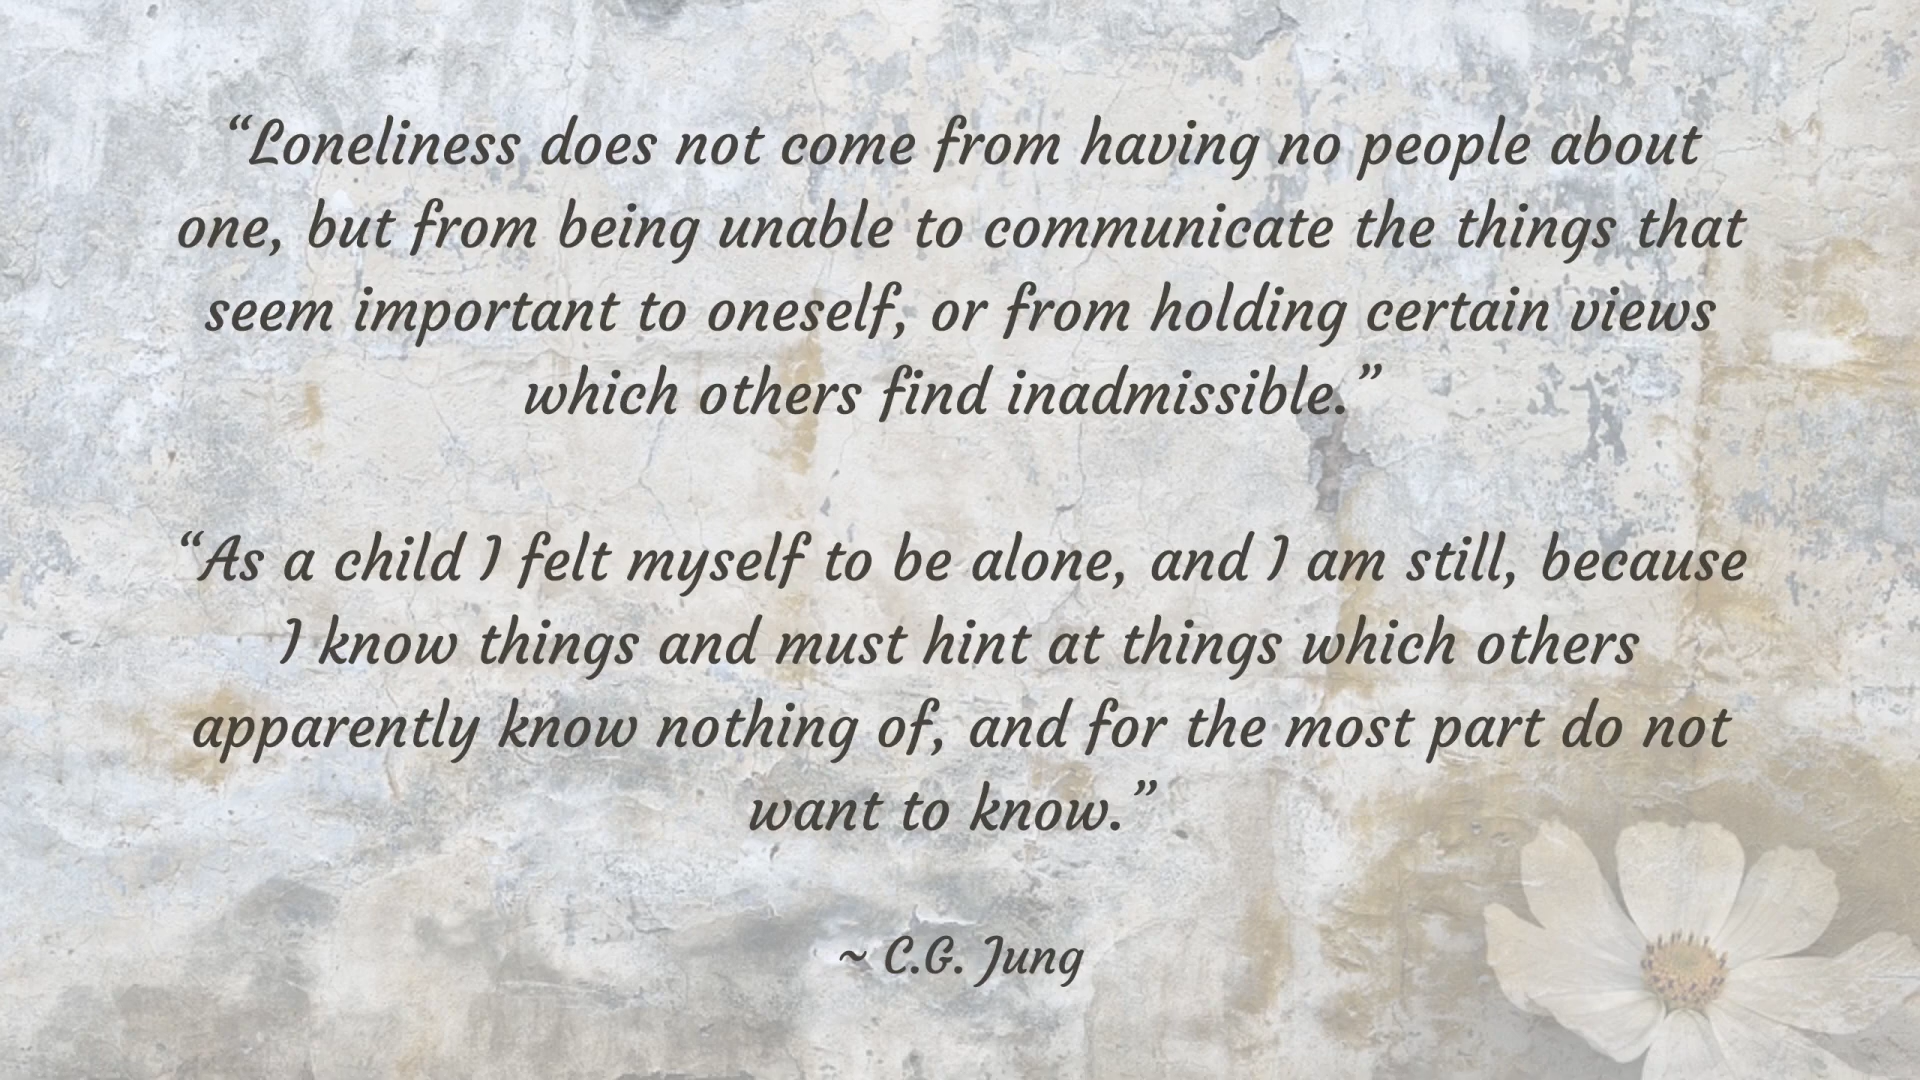 “Loneliness does not come from having no people about
one, but from being unable to communicate the things that
seem important to oneself, or from holding certain views
which others find inadmissible.”
“As a child I felt myself to be alone, and I am still, because
I know things and must hint at things which others
apparently know nothing of, and for the most part do not
want to know.”
~ C.G. Jung